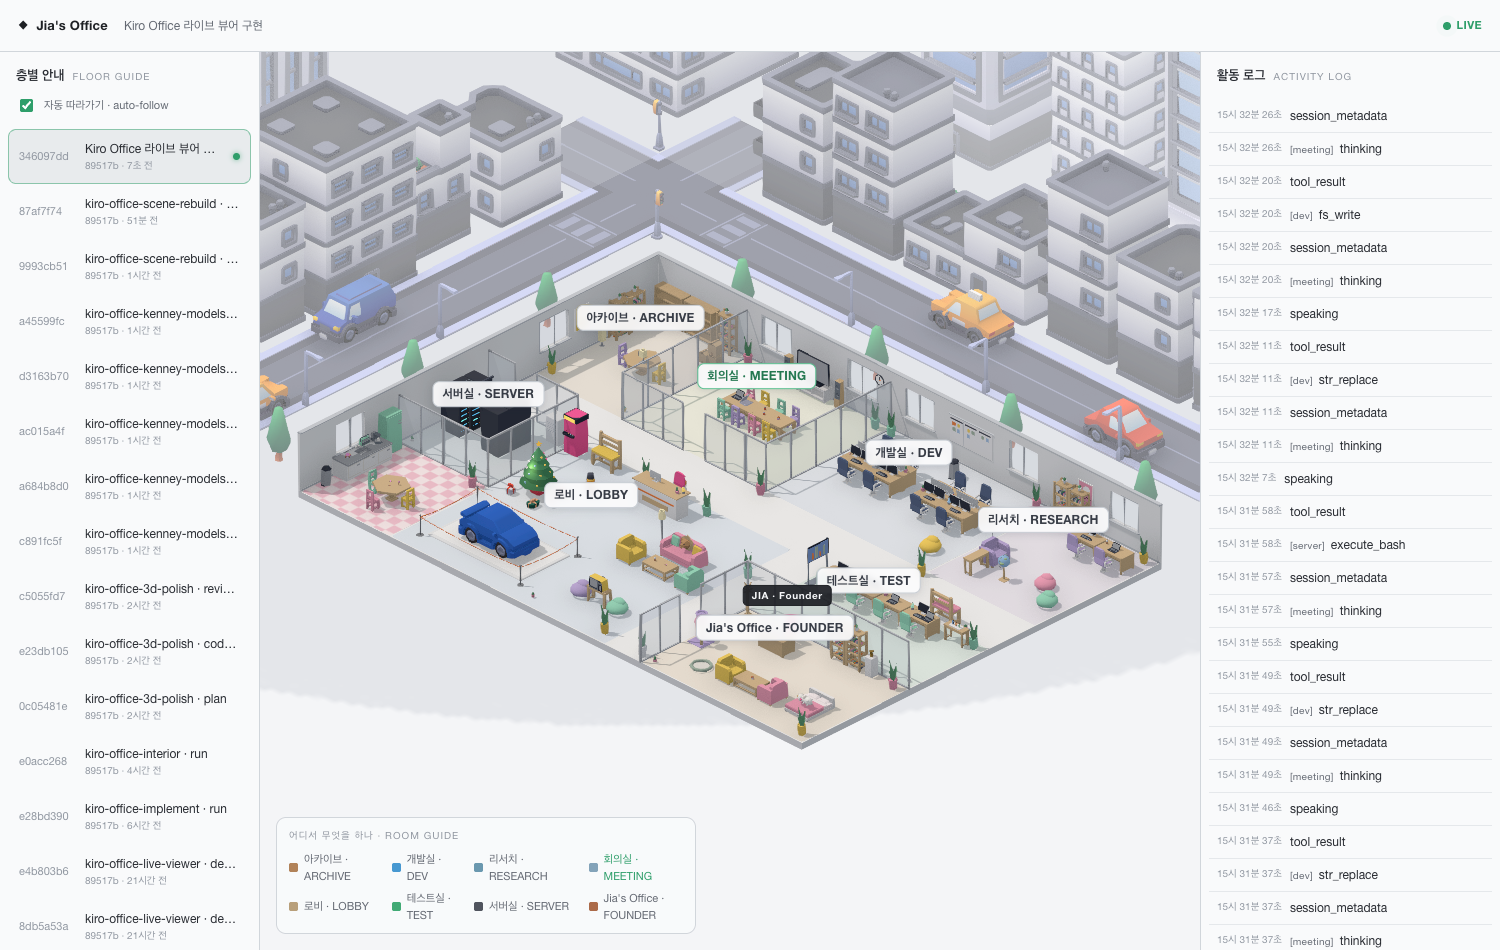 ◆ Jia's Office Kiro Office 라이브 뷰어 구현
LIVE
층별 안내 FLOOR GUIDE
자동 따라가기 · auto-follow
346097dd Kiro Office 라이브 뷰어 …
89517b · 7초 전
87af7f74 kiro-office-scene-rebuild · …
89517b · 51분 전
9993cb51 kiro-office-scene-rebuild · …
89517b · 1시간 전
a45599fc kiro-office-kenney-models…
89517b · 1시간 전
d3163b70 kiro-office-kenney-models…
89517b · 1시간 전
ac015a4f kiro-office-kenney-models…
89517b · 1시간 전
a684b8d0 kiro-office-kenney-models…
89517b · 1시간 전
c891fc5f kiro-office-kenney-models…
89517b · 1시간 전
c5055fd7 kiro-office-3d-polish · revi…
89517b · 2시간 전
e23db105 kiro-office-3d-polish · cod…
89517b · 2시간 전
0c05481e kiro-office-3d-polish · plan
89517b · 2시간 전
e0acc268 kiro-office-interior · run
89517b · 4시간 전
e28bd390 kiro-office-implement · run
89517b · 6시간 전
e4b803b6 kiro-office-live-viewer · de…
89517b · 21시간 전
8db5a53a kiro-office-live-viewer · de…
89517b · 21시간 전
아카이브 · ARCHIVE
회의실 · MEETING
서버실 · SERVER
개발실 · DEV
로비 · LOBBY
리서치 · RESEARCH
테스트실 · TEST
JIA · Founder
Jia's Office · FOUNDER
어디서 무엇을 하나 · ROOM GUIDE
아카이브 ·
ARCHIVE
개발실 ·
DEV
리서치 ·
RESEARCH
회의실 ·
MEETING
로비 · LOBBY
테스트실 ·
TEST
서버실 · SERVER
Jia's Office ·
FOUNDER
활동 로그 ACTIVITY LOG
15시 32분 26초 session_metadata
15시 32분 26초 [meeting] thinking
15시 32분 20초 tool_result
15시 32분 20초 [dev] fs_write
15시 32분 20초 session_metadata
15시 32분 20초 [meeting] thinking
15시 32분 17초 speaking
15시 32분 11초 tool_result
15시 32분 11초 [dev] str_replace
15시 32분 11초 session_metadata
15시 32분 11초 [meeting] thinking
15시 32분 7초 speaking
15시 31분 58초 tool_result
15시 31분 58초 [server] execute_bash
15시 31분 57초 session_metadata
15시 31분 57초 [meeting] thinking
15시 31분 55초 speaking
15시 31분 49초 tool_result
15시 31분 49초 [dev] str_replace
15시 31분 49초 session_metadata
15시 31분 49초 [meeting] thinking
15시 31분 46초 speaking
15시 31분 37초 tool_result
15시 31분 37초 [dev] str_replace
15시 31분 37초 session_metadata
15시 31분 37초 [meeting] thinking